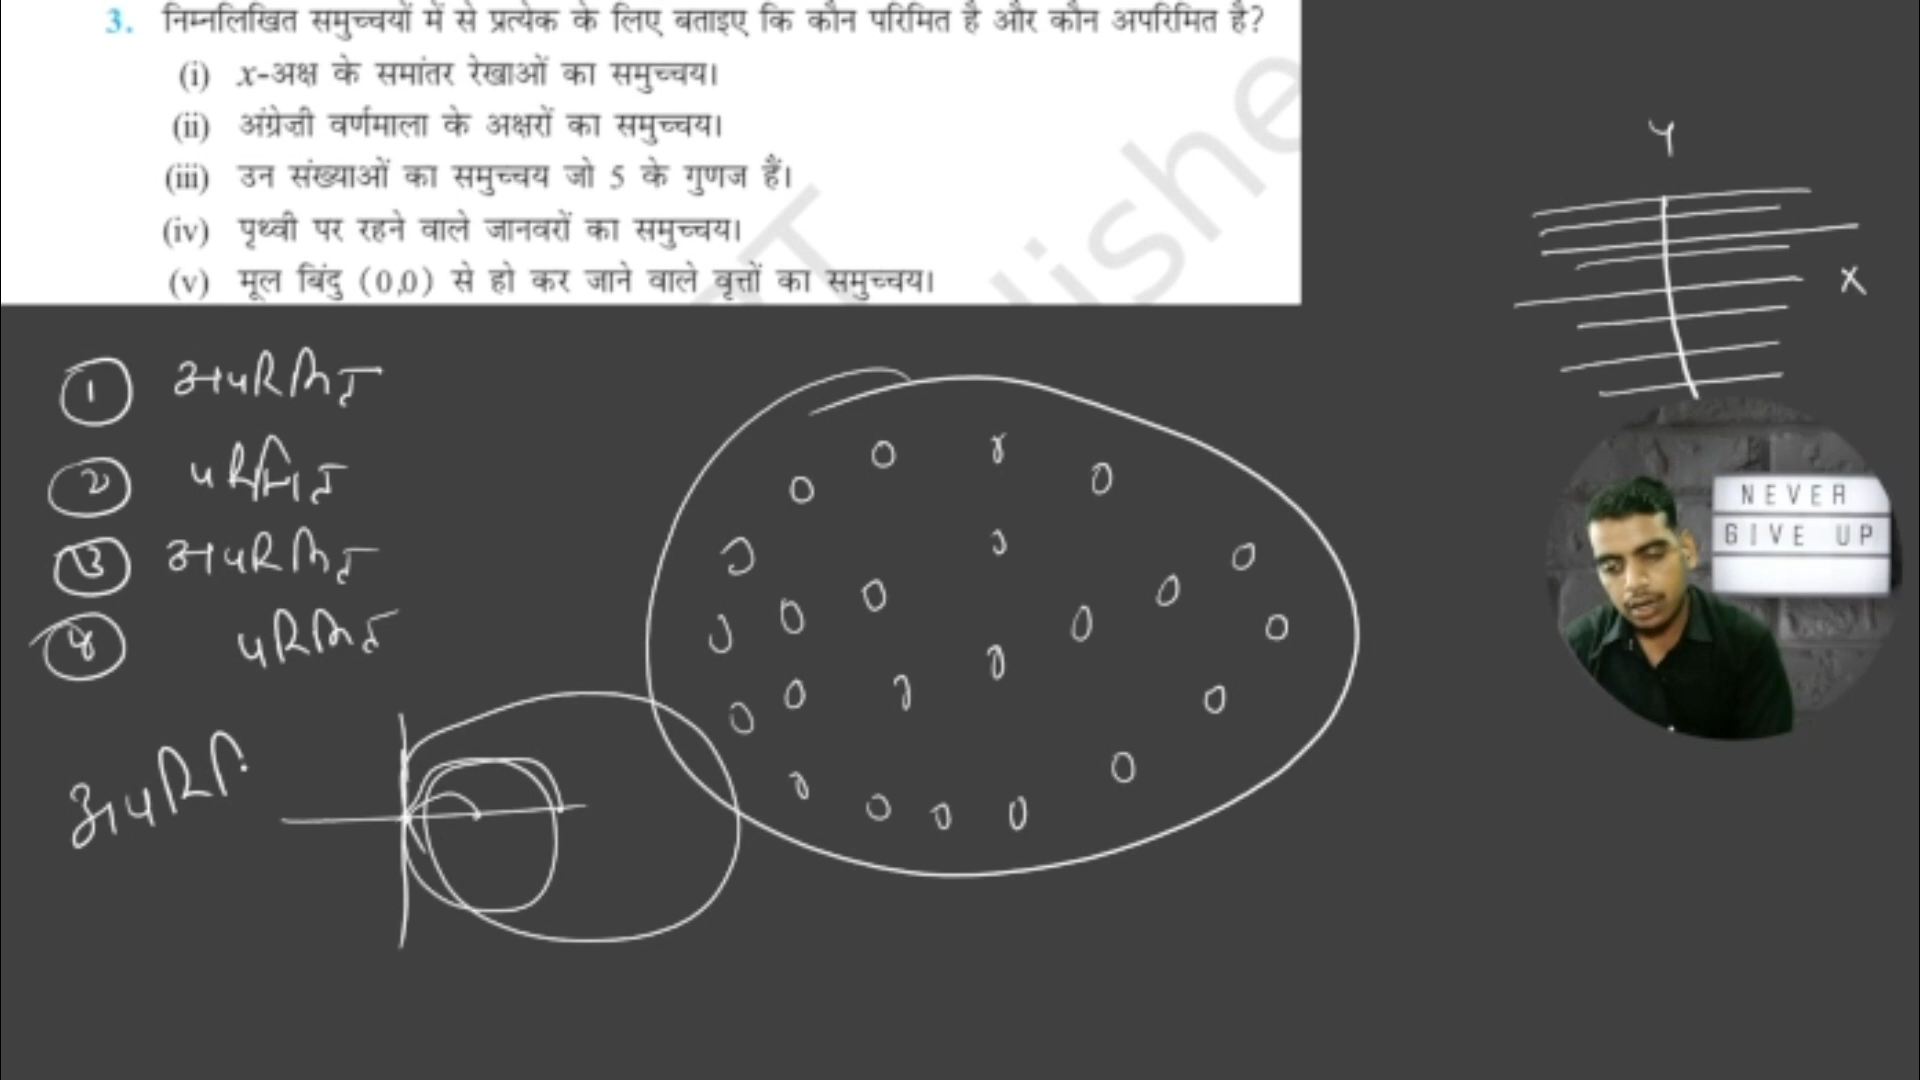 3. निम्नलिखित समुच्चयों में से प्रत्येक के लिए बताइए कि कौन परिमित है और कौन अपरिमित है?
(i) x-अक्ष के समांतर रेखाओं का समुच्चय।
(ii) अंग्रेज़ी वर्णमाला के अक्षरों का समुच्चय।
(iii) उन संख्याओं का समुच्चय जो 5 के गुणज हैं।
(iv) पृथ्वी पर रहने वाले जानवरों का समुच्चय।
(v) मूल बिंदु (0,0) से हो कर जाने वाले वृत्तों का समुच्चय।
Y
X
1 अपरिमित
2 परिमित
3 अपरिमित
4 परिमित
अपरि
NEVER
GIVE UP